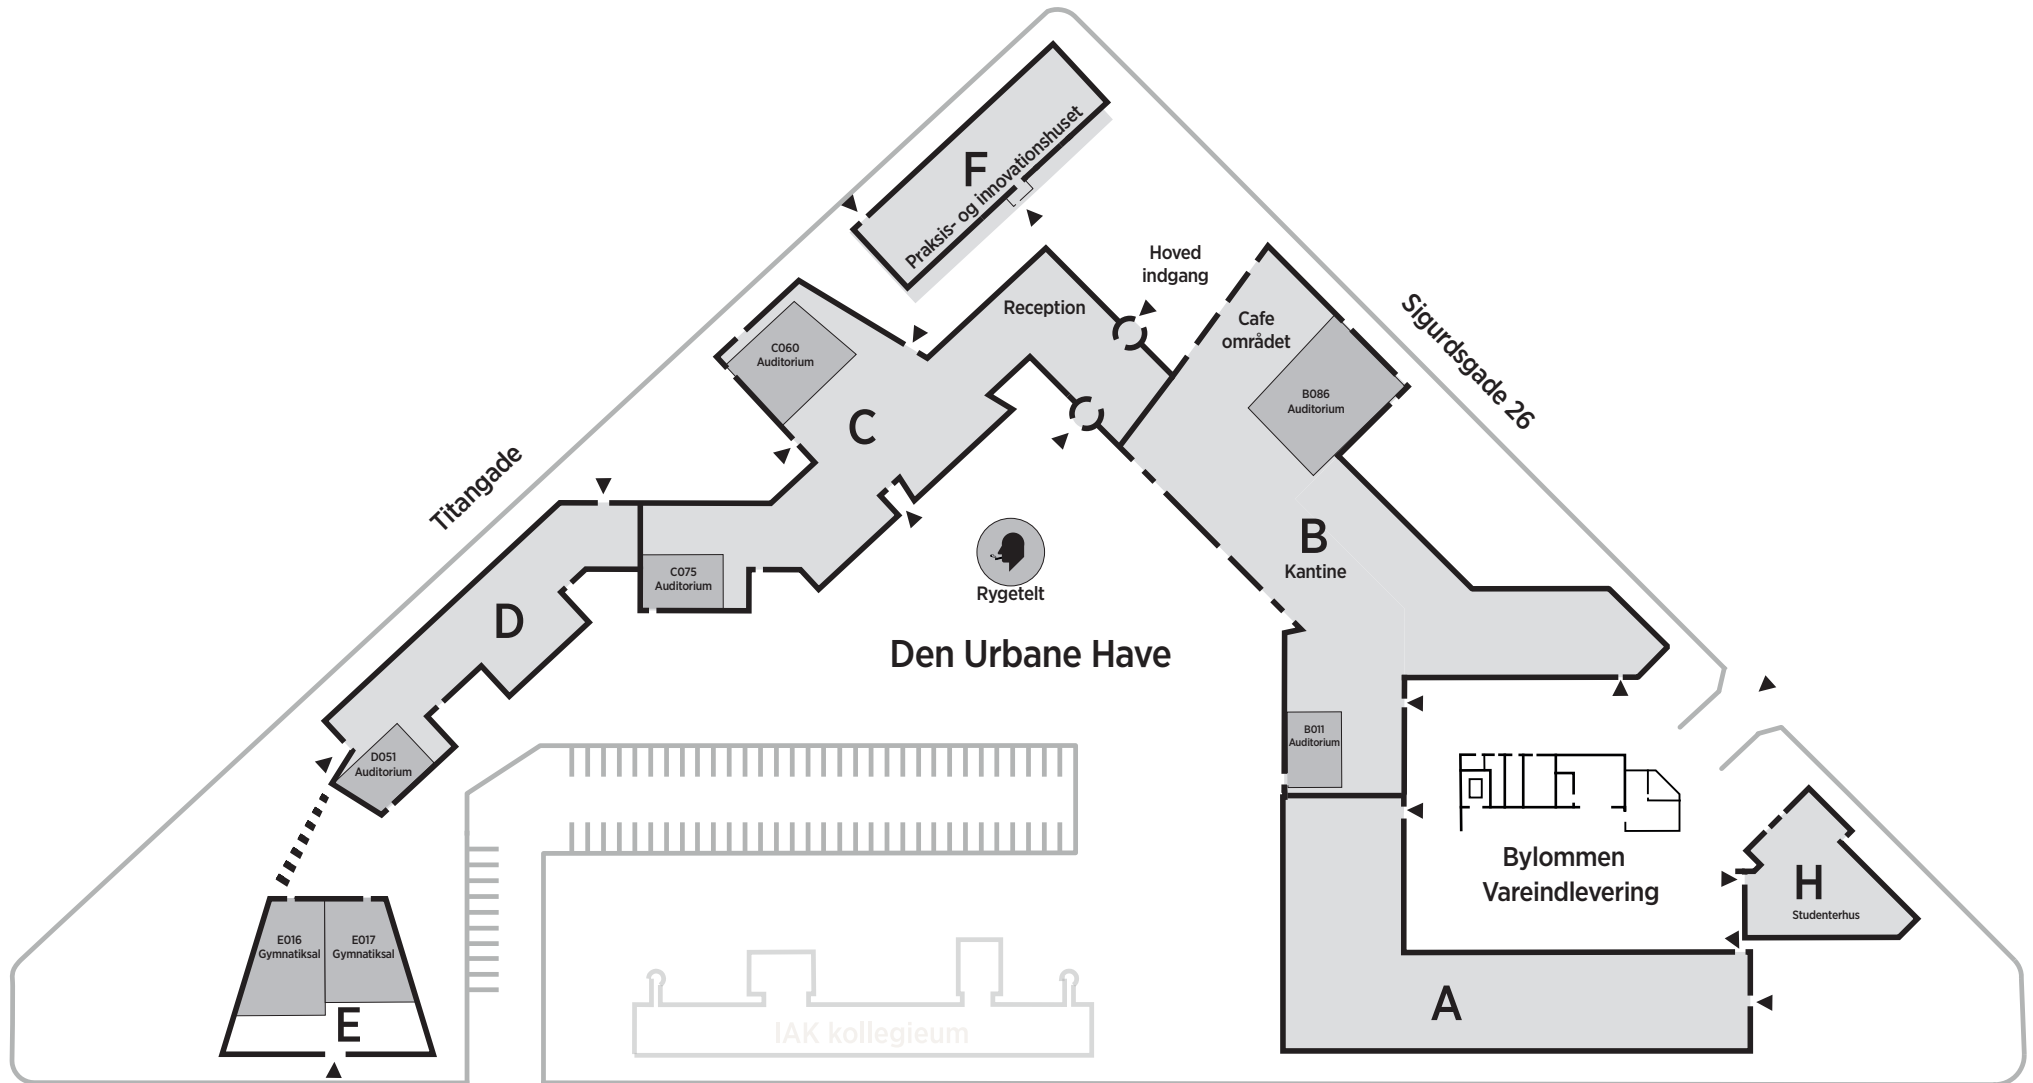 F
Praksis- og innovationshuset
Hoved
indgang
Reception
Cafe
området
Sigurdsgade 26
C060
Auditorium
B086
Auditorium
C
Titangade
B
Kantine
C075
Auditorium
Rygetelt
D
Den Urbane Have
B011
Auditorium
D051
Auditorium
Bylommen
Vareindlevering
H
Studenterhus
E016
Gymnatiksal
E017
Gymnatiksal
E
A
IAK kollegieum